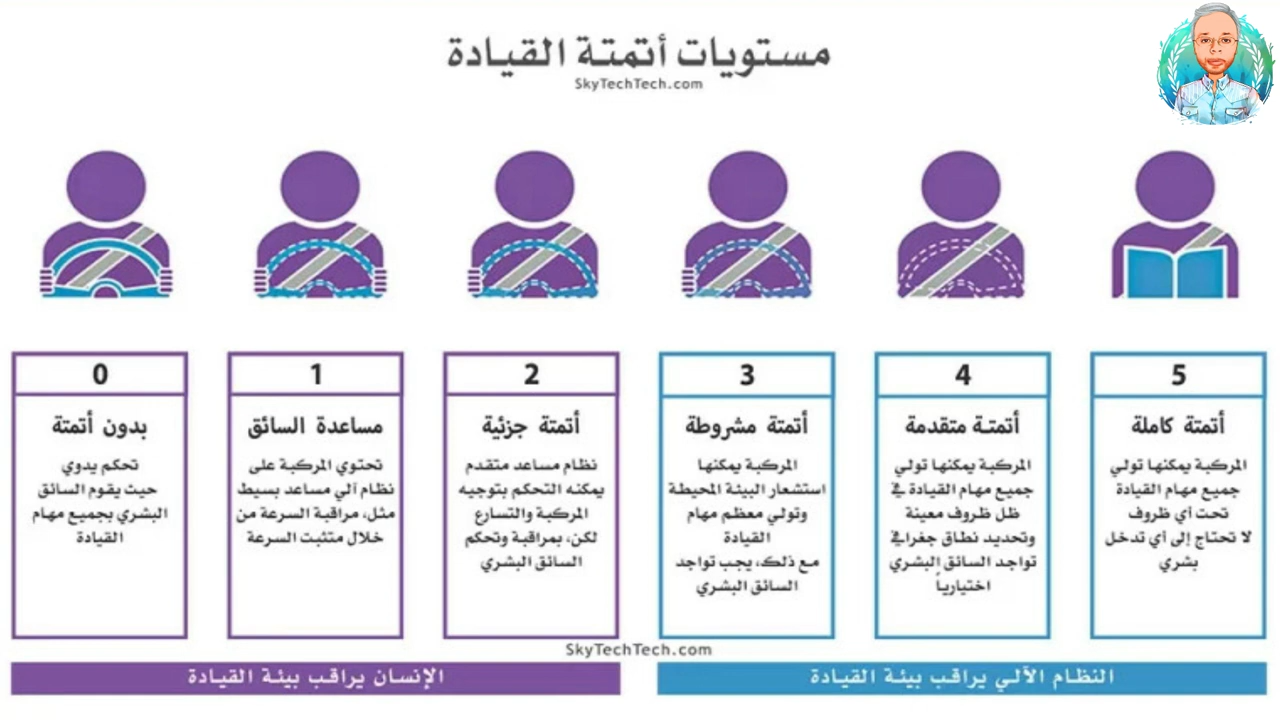 مستويات أتمتة القيادة
SkyTechTech.com
0
بدون أتمتة
تحكم يدوي
حيث يقوم السائق
البشري بجميع مهام
القيادة
1
مساعدة السائق
تحتوي المركبة على
نظام آلي مساعد بسيط
مثل، مراقبة السرعة من
خلال متثبت السرعة
2
أتمتة جزئية
نظام مساعد متقدم
يمكنه التحكم بتوجيه
المركبة والتسارع
لكن، بمراقبة وتحكم
السائق البشري
3
أتمتة مشروطة
المركبة يمكنها
استشعار البيئة المحيطة
وتولي معظم مهام
القيادة
مع ذلك، يجب تواجد
السائق البشري
4
أتمتة متقدمة
المركبة يمكنها تولي
جميع مهام القيادة في
ظل ظروف معينة
وتحديد نطاق جغرافي
تواجد السائق البشري
اختيارياً
5
أتمتة كاملة
المركبة يمكنها تولي
جميع مهام القيادة
تحت أي ظروف
لا تحتاج إلى أي تدخل
بشري
SkyTechTech.com
الإنسان يراقب بيئة القيادة
النظام الآلي يراقب بيئة القيادة